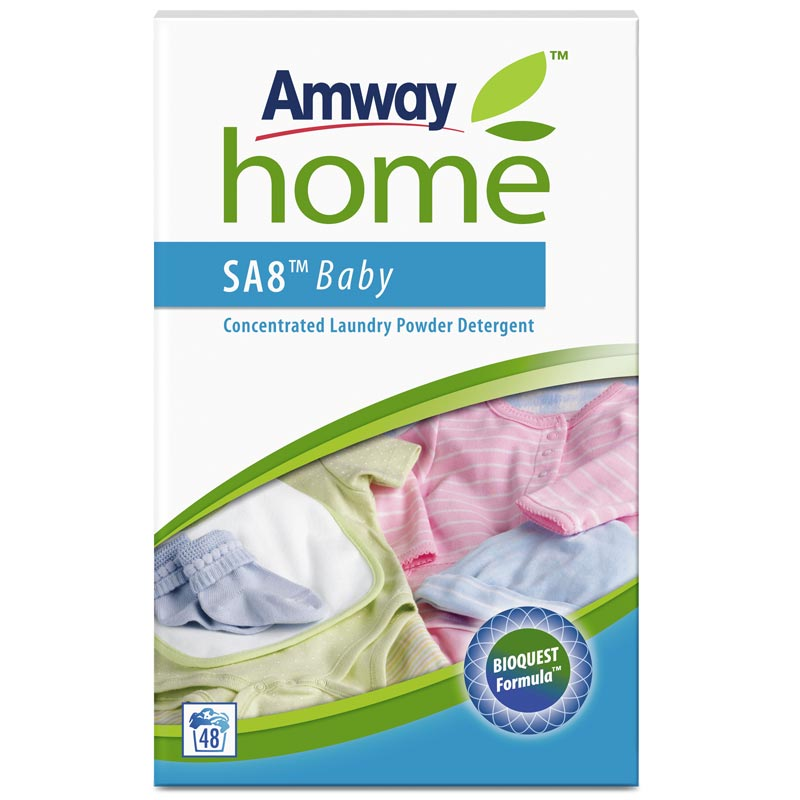 Amway™
home
SA8™ Baby
Concentrated Laundry Powder Detergent
BIOQUEST
Formula™
48